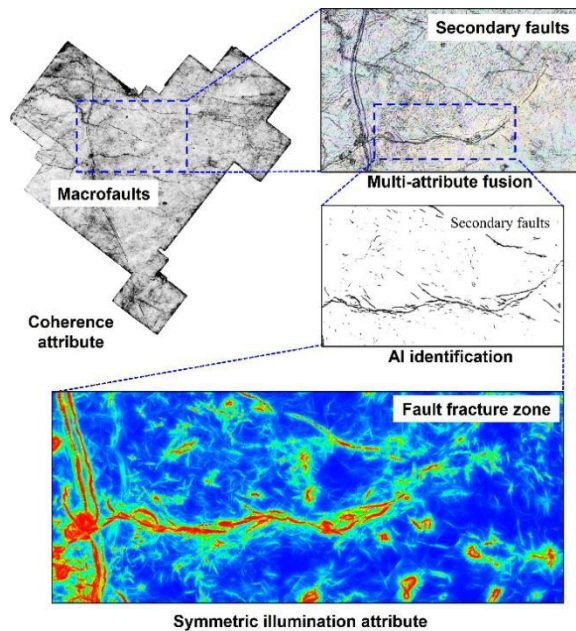 Secondary faults
Macrofaults
Multi-attribute fusion
Secondary faults
Coherence
attribute
AI identification
Fault fracture zone
Symmetric illumination attribute